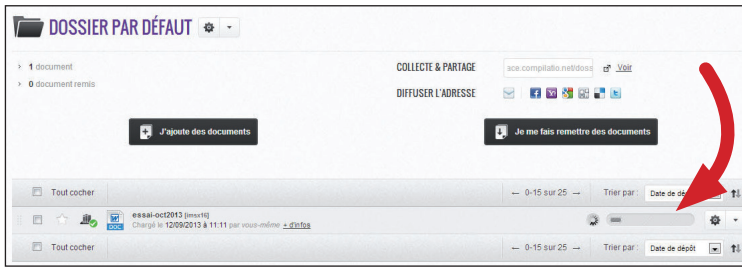 DOSSIER PAR DÉFAUT
1 document
0 document remis
COLLECTE & PARTAGE ace.compilatio.net/doss Voir
DIFFUSER L'ADRESSE
J'ajoute des documents
Je me fais remettre des documents
Tout cocher ← 0-15 sur 25 → Trier par : Date de dé
essai-oct2013 [imsx16]
DOC Chargé le 12/09/2013 à 11:11 par vous-même + d'infos
Tout cocher ← 0-15 sur 25 → Trier par : Date de dépôt